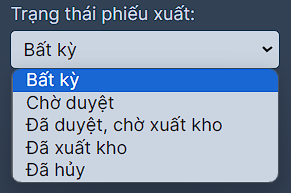 Trạng thái phiếu xuất:
Bất kỳ
Bất kỳ
Chờ duyệt
Đã duyệt, chờ xuất kho
Đã xuất kho
Đã hủy